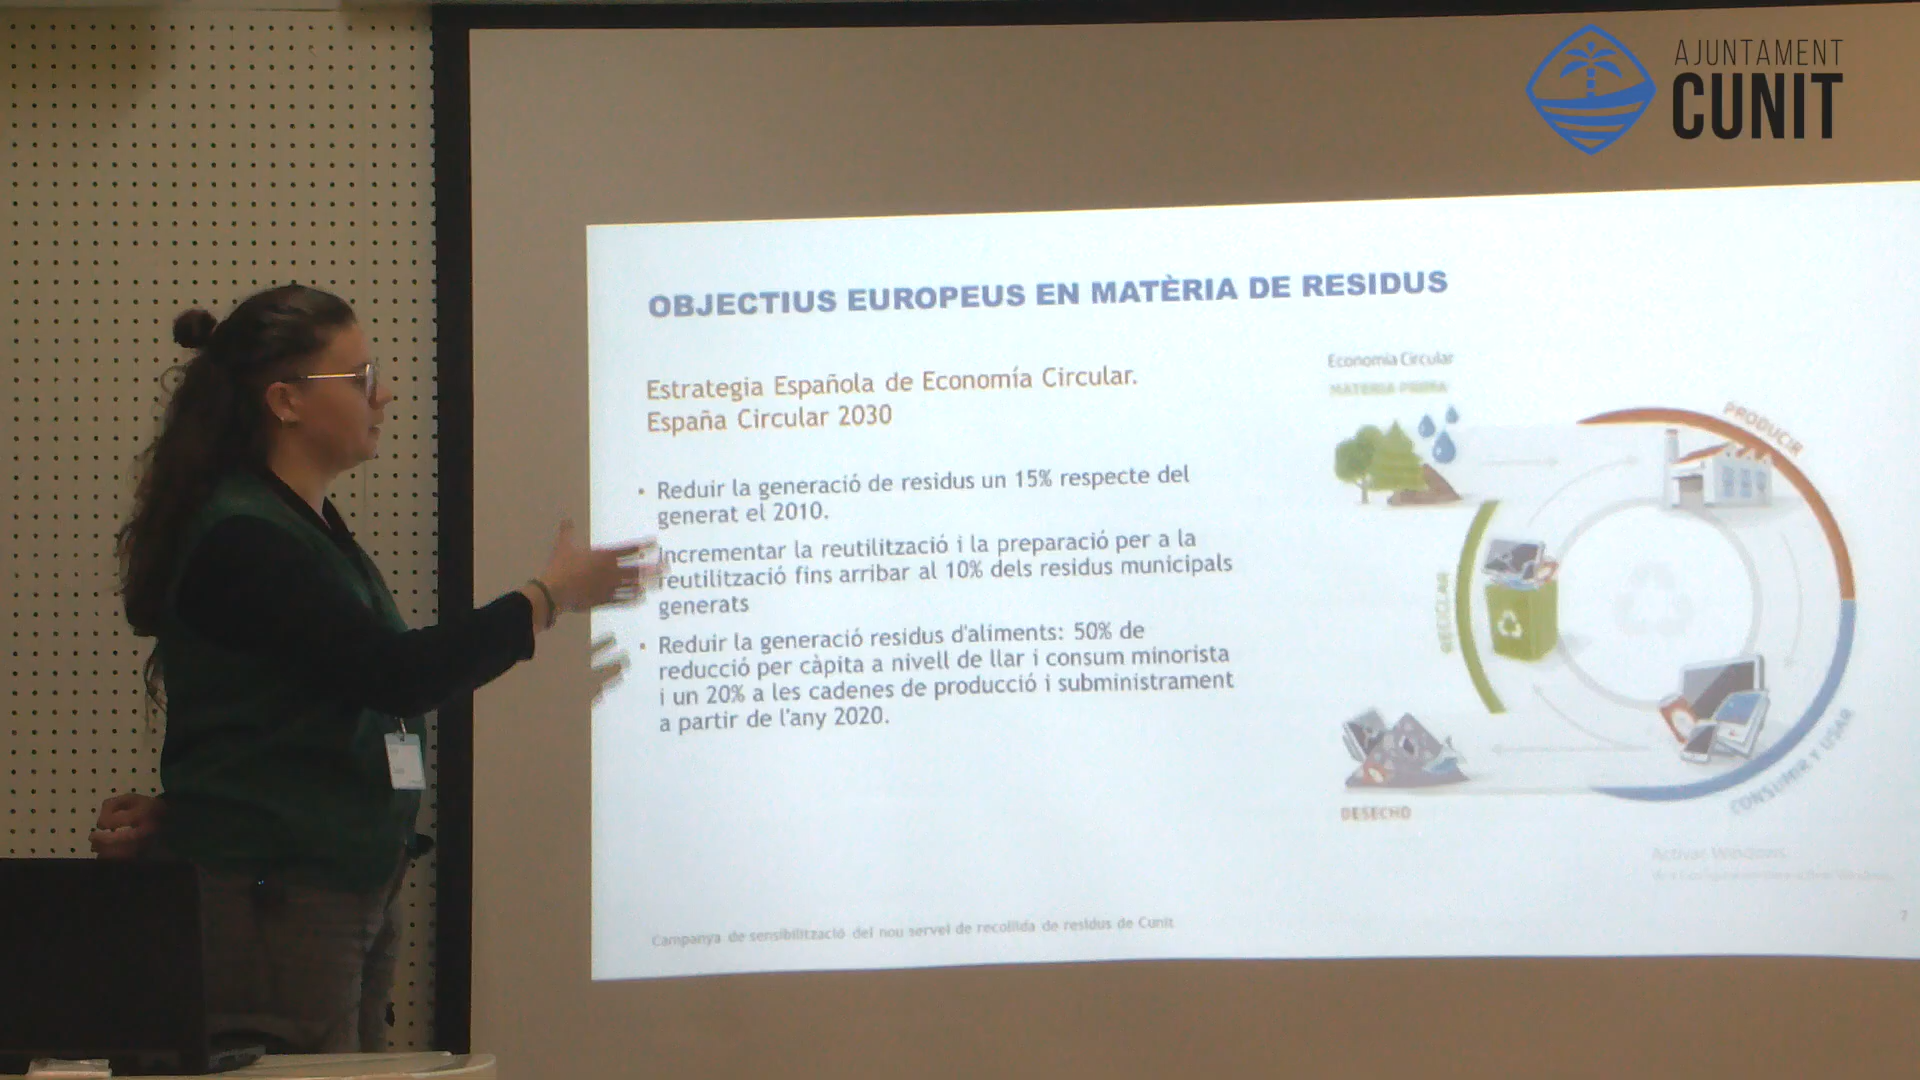 AJUNTAMENT
CUNIT
OBJECTIUS EUROPEUS EN MATÈRIA DE RESIDUS
Estrategia Española de Economía Circular.
España Circular 2030
• Reduir la generació de residus un 15% respecte del
generat el 2010.
• Incrementar la reutilització i la preparació per a la
reutilització fins arribar al 10% dels residus municipals
generats
• Reduir la generació residus d'aliments: 50% de
reducció per càpita a nivell de llar i consum minorista
i un 20% a les cadenes de producció i subministrament
a partir de l'any 2020.
Economía Circular
MATERIA PRIMA
PRODUCIR
RECICLAR
CONSUMIR Y USAR
DESECHO
Activar Windows
Campanya de sensibilització del nou servei de recollida de residus de Cunit
7